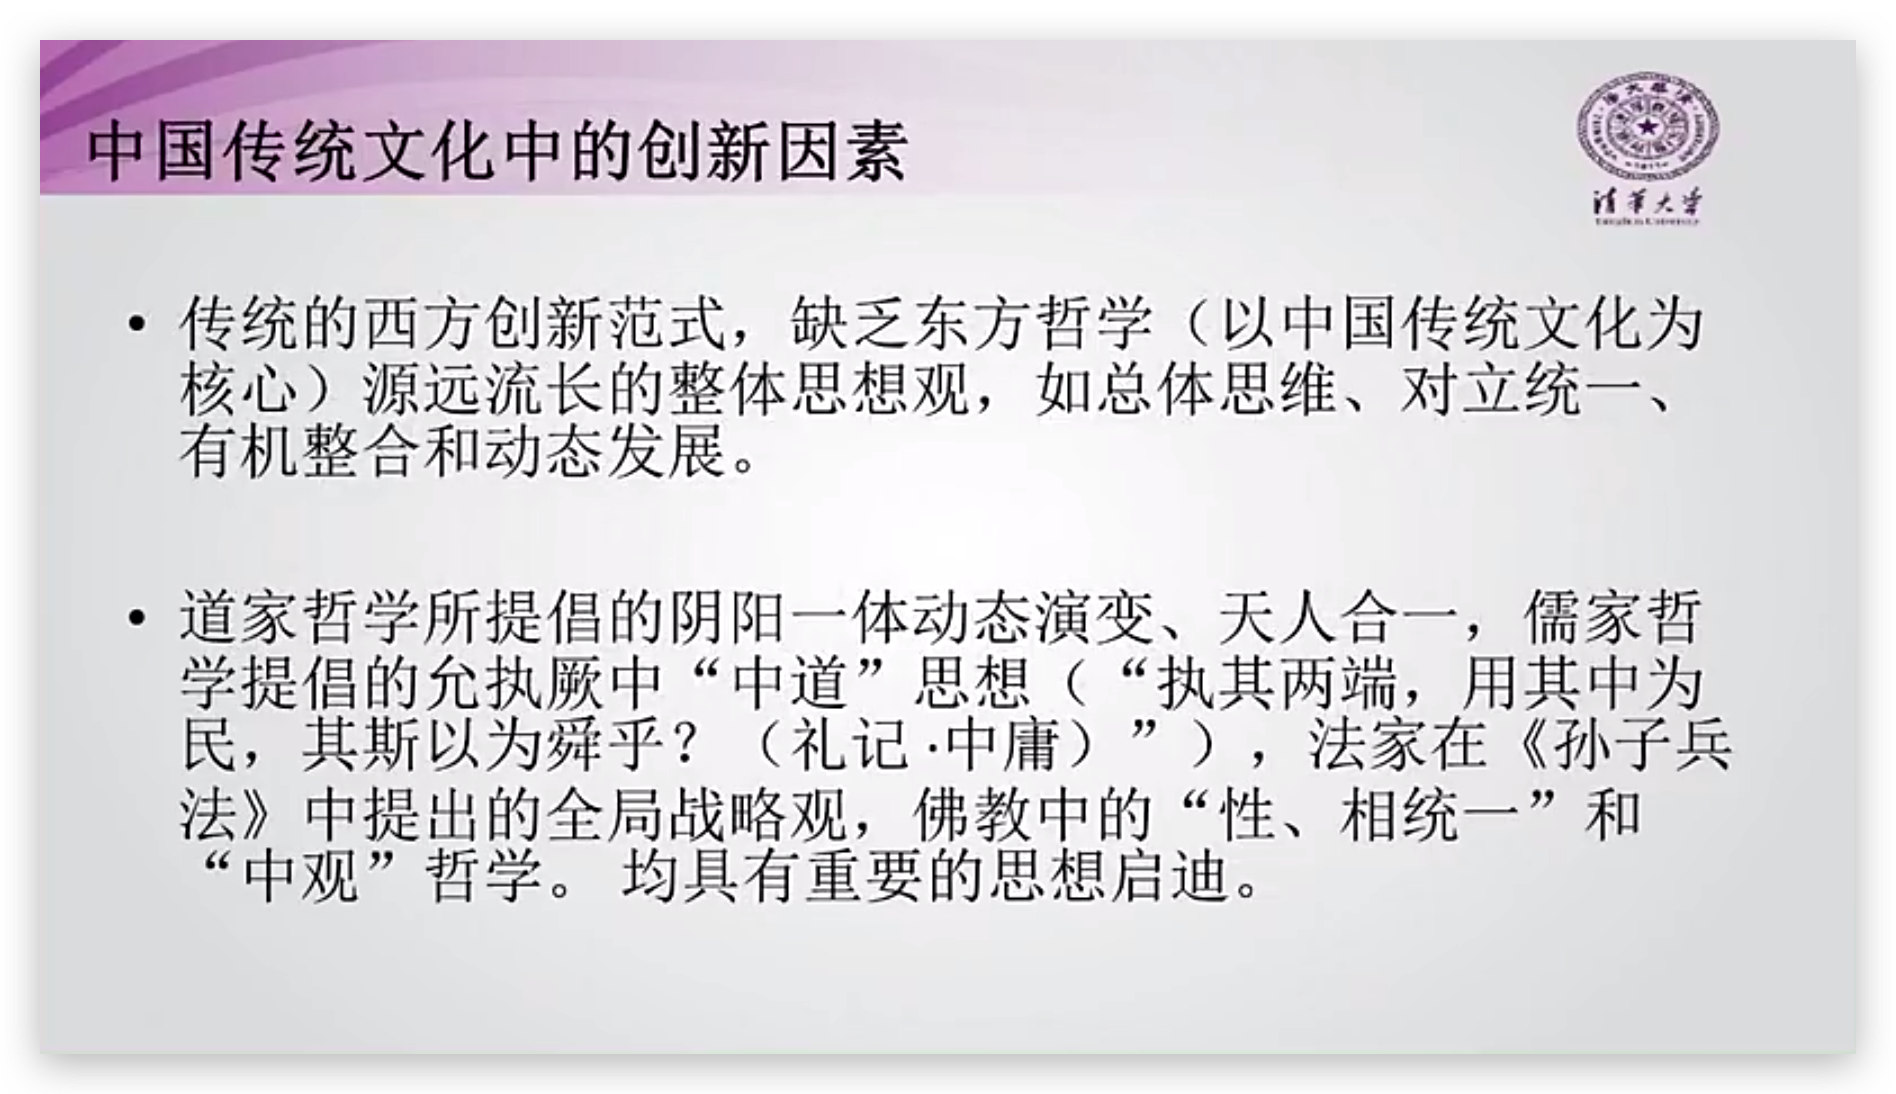 中国传统文化中的创新因素
清华大学
Tsinghua University
• 传统的西方创新范式，缺乏东方哲学（以中国传统文化为
核心）源远流长的整体思想观，如总体思维、对立统一、
有机整合和动态发展。
• 道家哲学所提倡的阴阳一体动态演变、天人合一，儒家哲
学提倡的允执厥中“中道”思想（“执其两端，用其中为
民，其斯以为舜乎？（礼记·中庸）”），法家在《孙子兵
法》中提出的全局战略观，佛教中的“性、相统一”和
“中观”哲学。 均具有重要的思想启迪。